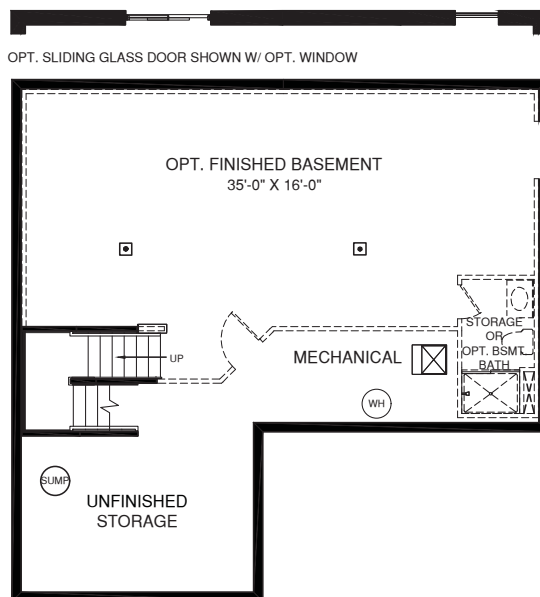 OPT. SLIDING GLASS DOOR SHOWN W/ OPT. WINDOW
OPT. FINISHED BASEMENT
35'-0" X 16'-0"
STORAGE
OR
OPT. BSMT.
BATH
UP
MECHANICAL
WH
SUMP
UNFINISHED
STORAGE